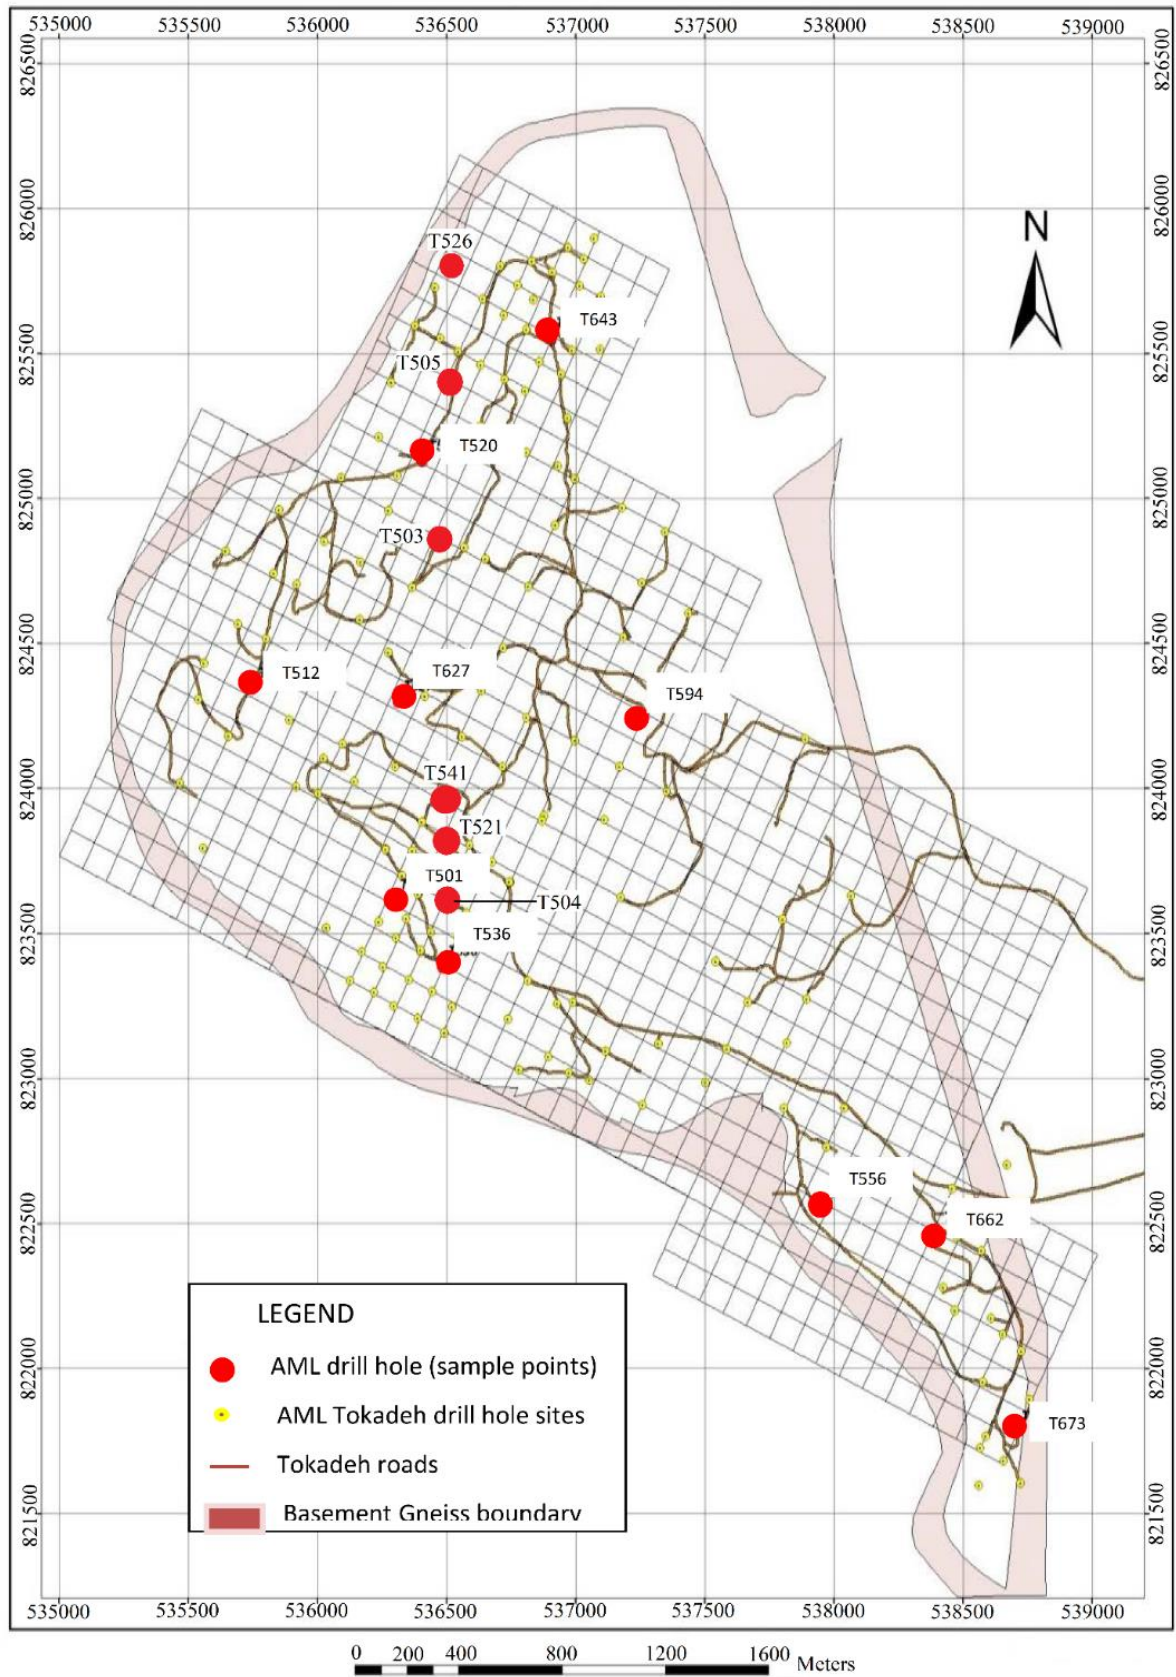 535000 535500 536000 536500 537000 537500 538000 538500 539000
826500 826500
826000 826000
N
T526
T643
825500 825500
T505
T520
825000 825000
T503
824500 824500
T512
T627
T594
824000 824000
T541
T521
T501
T504
823500 823500
T536
823000 823000
T556
822500 822500
T662
LEGEND
AML drill hole (sample points)
822000 822000
AML Tokadeh drill hole sites
T673
Tokadeh roads
Basement Gneiss boundary
821500 821500
535000 535500 536000 536500 537000 537500 538000 538500 539000
0 200 400 800 1200 1600 Meters